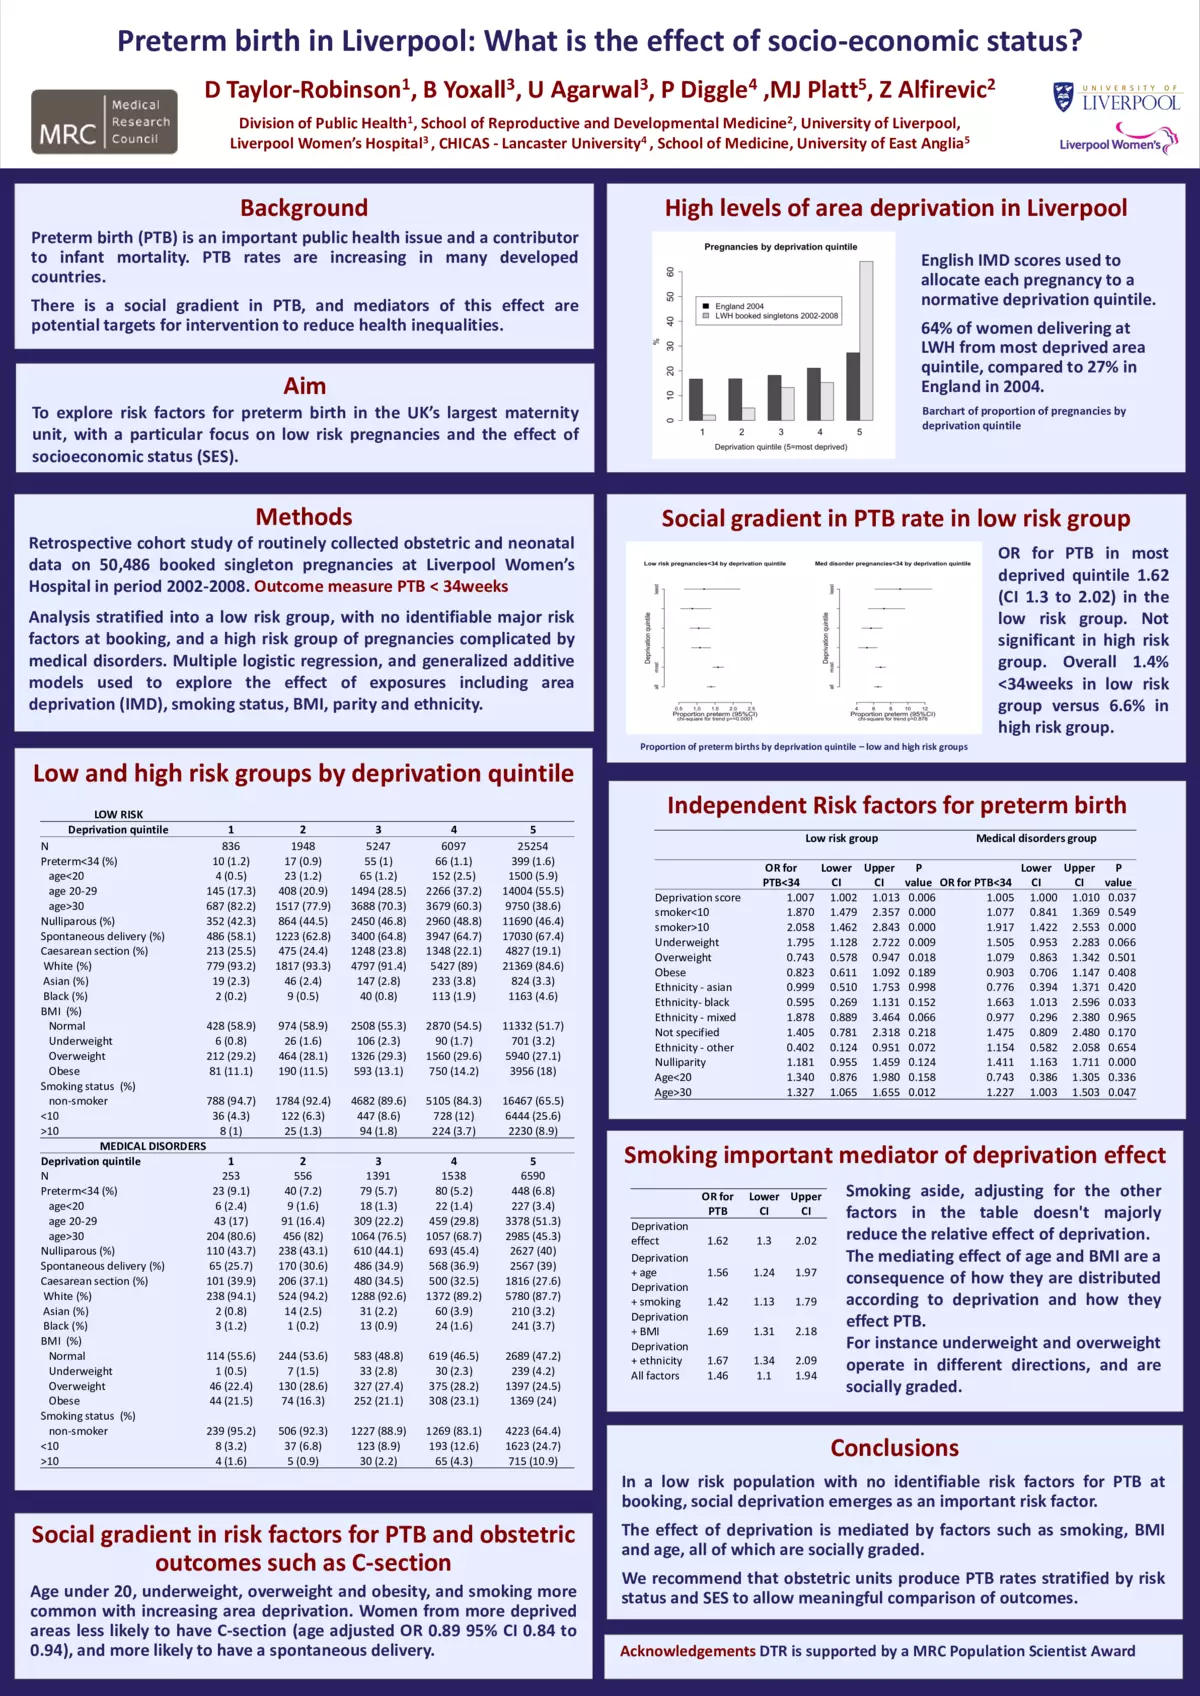 Preterm birth in Liverpool: What is the effect of socio-economic status?
D Taylor-Robinson1, B Yoxall3, U Agarwal3, P Diggle4 ,MJ Platt5, Z Alfirevic2
Division of Public Health1, School of Reproductive and Developmental Medicine2, University of Liverpool,
Liverpool Women's Hospital3 , CHICAS - Lancaster University4 , School of Medicine, University of East Anglia5
MRC
Medical
Research
Council
UNIVERSITY OF
LIVERPOOL
Liverpool Women's
Background
Preterm birth (PTB) is an important public health issue and a contributor
to infant mortality. PTB rates are increasing in many developed
countries.
There is a social gradient in PTB, and mediators of this effect are
potential targets for intervention to reduce health inequalities.
Aim
To explore risk factors for preterm birth in the UK's largest maternity
unit, with a particular focus on low risk pregnancies and the effect of
socioeconomic status (SES).
Methods
Retrospective cohort study of routinely collected obstetric and neonatal
data on 50,486 booked singleton pregnancies at Liverpool Women's
Hospital in period 2002-2008. Outcome measure PTB < 34weeks
Analysis stratified into a low risk group, with no identifiable major risk
factors at booking, and a high risk group of pregnancies complicated by
medical disorders. Multiple logistic regression, and generalized additive
models used to explore the effect of exposures including area
deprivation (IMD), smoking status, BMI, parity and ethnicity.
Low and high risk groups by deprivation quintile
LOW RISK
Deprivation quintile 1 2 3 4 5
N 836 1948 5247 6097 25254
Preterm<34 (%) 10 (1.2) 17 (0.9) 55 (1) 66 (1.1) 399 (1.6)
age<20 4 (0.5) 23 (1.2) 65 (1.2) 152 (2.5) 1500 (5.9)
age 20-29 145 (17.3) 408 (20.9) 1494 (28.5) 2266 (37.2) 14004 (55.5)
age>30 687 (82.2) 1517 (77.9) 3688 (70.3) 3679 (60.3) 9750 (38.6)
Nulliparous (%) 352 (42.3) 864 (44.5) 2450 (46.8) 2960 (48.8) 11690 (46.4)
Spontaneous delivery (%) 486 (58.1) 1223 (62.8) 3400 (64.8) 3947 (64.7) 17030 (67.4)
Caesarean section (%) 213 (25.5) 475 (24.4) 1248 (23.8) 1348 (22.1) 4827 (19.1)
White (%) 779 (93.2) 1817 (93.3) 4797 (91.4) 5427 (89) 21369 (84.6)
Asian (%) 19 (2.3) 46 (2.4) 147 (2.8) 233 (3.8) 824 (3.3)
Black (%) 2 (0.2) 9 (0.5) 40 (0.8) 113 (1.9) 1163 (4.6)
BMI (%)
Normal 428 (58.9) 974 (58.9) 2508 (55.3) 2870 (54.5) 11332 (51.7)
Underweight 6 (0.8) 26 (1.6) 106 (2.3) 90 (1.7) 701 (3.2)
Overweight 212 (29.2) 464 (28.1) 1326 (29.3) 1560 (29.6) 5940 (27.1)
Obese 81 (11.1) 190 (11.5) 593 (13.1) 750 (14.2) 3956 (18)
Smoking status (%)
non-smoker 788 (94.7) 1784 (92.4) 4682 (89.6) 5105 (84.3) 16467 (65.5)
<10 36 (4.3) 122 (6.3) 447 (8.6) 728 (12) 6444 (25.6)
>10 8 (1) 25 (1.3) 94 (1.8) 224 (3.7) 2230 (8.9)
MEDICAL DISORDERS
Deprivation quintile 1 2 3 4 5
N 253 556 1391 1538 6590
Preterm<34 (%) 23 (9.1) 40 (7.2) 79 (5.7) 80 (5.2) 448 (6.8)
age<20 6 (2.4) 9 (1.6) 18 (1.3) 22 (1.4) 227 (3.4)
age 20-29 43 (17) 91 (16.4) 309 (22.2) 459 (29.8) 3378 (51.3)
age>30 204 (80.6) 456 (82) 1064 (76.5) 1057 (68.7) 2985 (45.3)
Nulliparous (%) 110 (43.7) 238 (43.1) 610 (44.1) 693 (45.4) 2627 (40)
Spontaneous delivery (%) 65 (25.7) 170 (30.6) 486 (34.9) 568 (36.9) 2567 (39)
Caesarean section (%) 101 (39.9) 206 (37.1) 480 (34.5) 500 (32.5) 1816 (27.6)
White (%) 238 (94.1) 524 (94.2) 1288 (92.6) 1372 (89.2) 5780 (87.7)
Asian (%) 2 (0.8) 14 (2.5) 31 (2.2) 60 (3.9) 210 (3.2)
Black (%) 3 (1.2) 1 (0.2) 13 (0.9) 24 (1.6) 241 (3.7)
BMI (%)
Normal 114 (55.6) 244 (53.6) 583 (48.8) 619 (46.5) 2689 (47.2)
Underweight 1 (0.5) 7 (1.5) 33 (2.8) 30 (2.3) 239 (4.2)
Overweight 46 (22.4) 130 (28.6) 327 (27.4) 375 (28.2) 1397 (24.5)
Obese 44 (21.5) 74 (16.3) 252 (21.1) 308 (23.1) 1369 (24)
Smoking status (%)
non-smoker 239 (95.2) 506 (92.3) 1227 (88.9) 1269 (83.1) 4223 (64.4)
<10 8 (3.2) 37 (6.8) 123 (8.9) 193 (12.6) 1623 (24.7)
>10 4 (1.6) 5 (0.9) 30 (2.2) 65 (4.3) 715 (10.9)
Social gradient in risk factors for PTB and obstetric
outcomes such as C-section
Age under 20, underweight, overweight and obesity, and smoking more
common with increasing area deprivation. Women from more deprived
areas less likely to have C-section (age adjusted OR 0.89 95% CI 0.84 to
0.94), and more likely to have a spontaneous delivery.
High levels of area deprivation in Liverpool
Pregnancies by deprivation quintile
%
0 10 20 30 40 50 60
England 2004
LWH booked singletons 2002-2008
1 2 3 4 5
Deprivation quintile (5=most deprived)
English IMD scores used to
allocate each pregnancy to a
normative deprivation quintile.
64% of women delivering at
LWH from most deprived area
quintile, compared to 27% in
England in 2004.
Barchart of proportion of pregnancies by
deprivation quintile
Social gradient in PTB rate in low risk group
Low risk pregnancies<34 by deprivation quintile
Deprivation quintile
least
most
all
0.5 1.0 1.5 2.0 2.5
Proportion preterm (95%CI)
chi-square for trend p=<0.0001
Med disorder pregnancies<34 by deprivation quintile
Deprivation quintile
least
most
all
4 6 8 10 12
Proportion preterm (95%CI)
chi-square for trend p=0.876
Proportion of preterm births by deprivation quintile – low and high risk groups
OR for PTB in most
deprived quintile 1.62
(CI 1.3 to 2.02) in the
low risk group. Not
significant in high risk
group. Overall 1.4%
<34weeks in low risk
group versus 6.6% in
high risk group.
Independent Risk factors for preterm birth
Low risk group Medical disorders group
OR for Lower Upper P Lower Upper P
PTB<34 CI CI value OR for PTB<34 CI CI value
Deprivation score 1.007 1.002 1.013 0.006 1.005 1.000 1.010 0.037
smoker<10 1.870 1.479 2.357 0.000 1.077 0.841 1.369 0.549
smoker>10 2.058 1.462 2.843 0.000 1.917 1.422 2.553 0.000
Underweight 1.795 1.128 2.722 0.009 1.505 0.953 2.283 0.066
Overweight 0.743 0.578 0.947 0.018 1.079 0.863 1.342 0.501
Obese 0.823 0.611 1.092 0.189 0.903 0.706 1.147 0.408
Ethnicity - asian 0.999 0.510 1.753 0.998 0.776 0.394 1.371 0.420
Ethnicity- black 0.595 0.269 1.131 0.152 1.663 1.013 2.596 0.033
Ethnicity - mixed 1.878 0.889 3.464 0.066 0.977 0.296 2.380 0.965
Not specified 1.405 0.781 2.318 0.218 1.475 0.809 2.480 0.170
Ethnicity - other 0.402 0.124 0.951 0.072 1.154 0.582 2.058 0.654
Nulliparity 1.181 0.955 1.459 0.124 1.411 1.163 1.711 0.000
Age<20 1.340 0.876 1.980 0.158 0.743 0.386 1.305 0.336
Age>30 1.327 1.065 1.655 0.012 1.227 1.003 1.503 0.047
Smoking important mediator of deprivation effect
OR for Lower Upper
PTB CI CI
Deprivation
effect 1.62 1.3 2.02
Deprivation
+ age 1.56 1.24 1.97
Deprivation
+ smoking 1.42 1.13 1.79
Deprivation
+ BMI 1.69 1.31 2.18
Deprivation
+ ethnicity 1.67 1.34 2.09
All factors 1.46 1.1 1.94
Smoking aside, adjusting for the other
factors in the table doesn't majorly
reduce the relative effect of deprivation.
The mediating effect of age and BMI are a
consequence of how they are distributed
according to deprivation and how they
effect PTB.
For instance underweight and overweight
operate in different directions, and are
socially graded.
Conclusions
In a low risk population with no identifiable risk factors for PTB at
booking, social deprivation emerges as an important risk factor.
The effect of deprivation is mediated by factors such as smoking, BMI
and age, all of which are socially graded.
We recommend that obstetric units produce PTB rates stratified by risk
status and SES to allow meaningful comparison of outcomes.
Acknowledgements DTR is supported by a MRC Population Scientist Award